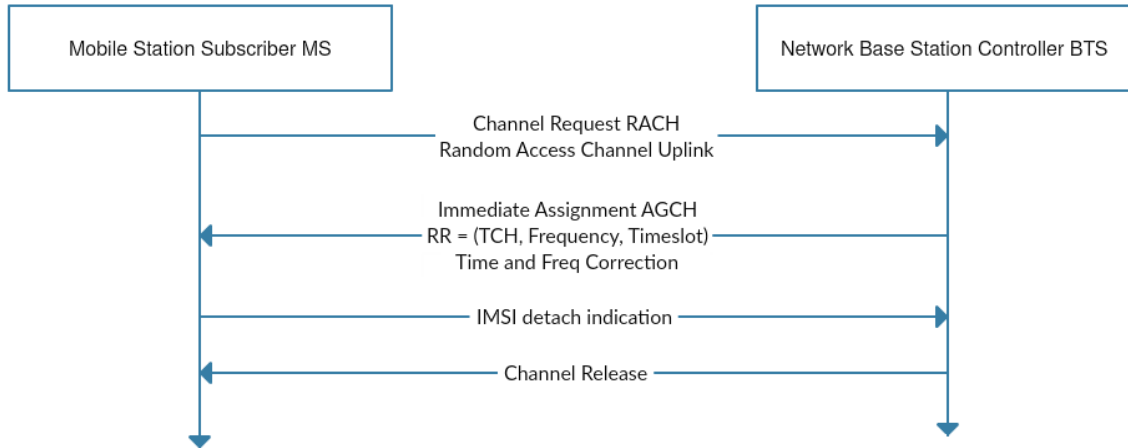 Mobile Station Subscriber MS
Network Base Station Controller BTS
Channel Request RACH
Random Access Channel Uplink
Immediate Assignment AGCH
RR = (TCH, Frequency, Timeslot)
Time and Freq Correction
IMSI detach indication
Channel Release